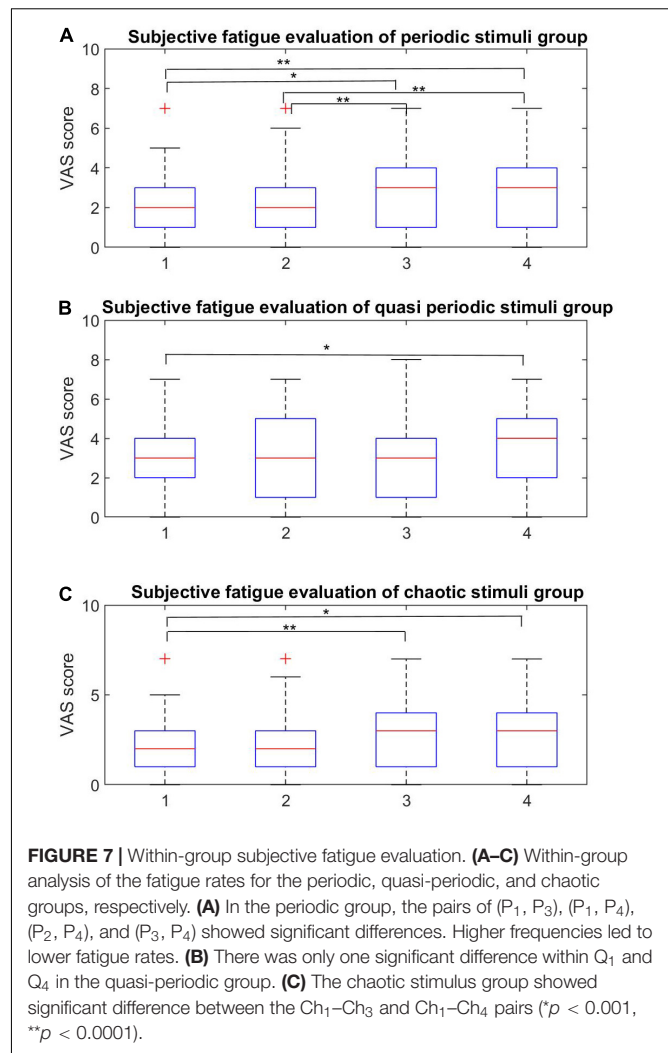 A
Subjective fatigue evaluation of periodic stimuli group
**
*
**
**
VAS score
10
8
6
4
2
0
1 2 3 4
B
Subjective fatigue evaluation of quasi periodic stimuli group
*
VAS score
10
8
6
4
2
0
1 2 3 4
C
Subjective fatigue evaluation of chaotic stimuli group
*
**
VAS score
10
5
0
1 2 3 4
FIGURE 7 | Within-group subjective fatigue evaluation. (A–C) Within-group
analysis of the fatigue rates for the periodic, quasi-periodic, and chaotic
groups, respectively. (A) In the periodic group, the pairs of (P₁, P₃), (P₁, P₄),
(P₂, P₄), and (P₃, P₄) showed significant differences. Higher frequencies led to
lower fatigue rates. (B) There was only one significant difference within Q₁ and
Q₄ in the quasi-periodic group. (C) The chaotic stimulus group showed
significant difference between the Ch₁–Ch₃ and Ch₁–Ch₄ pairs (*p < 0.001,
**p < 0.0001).